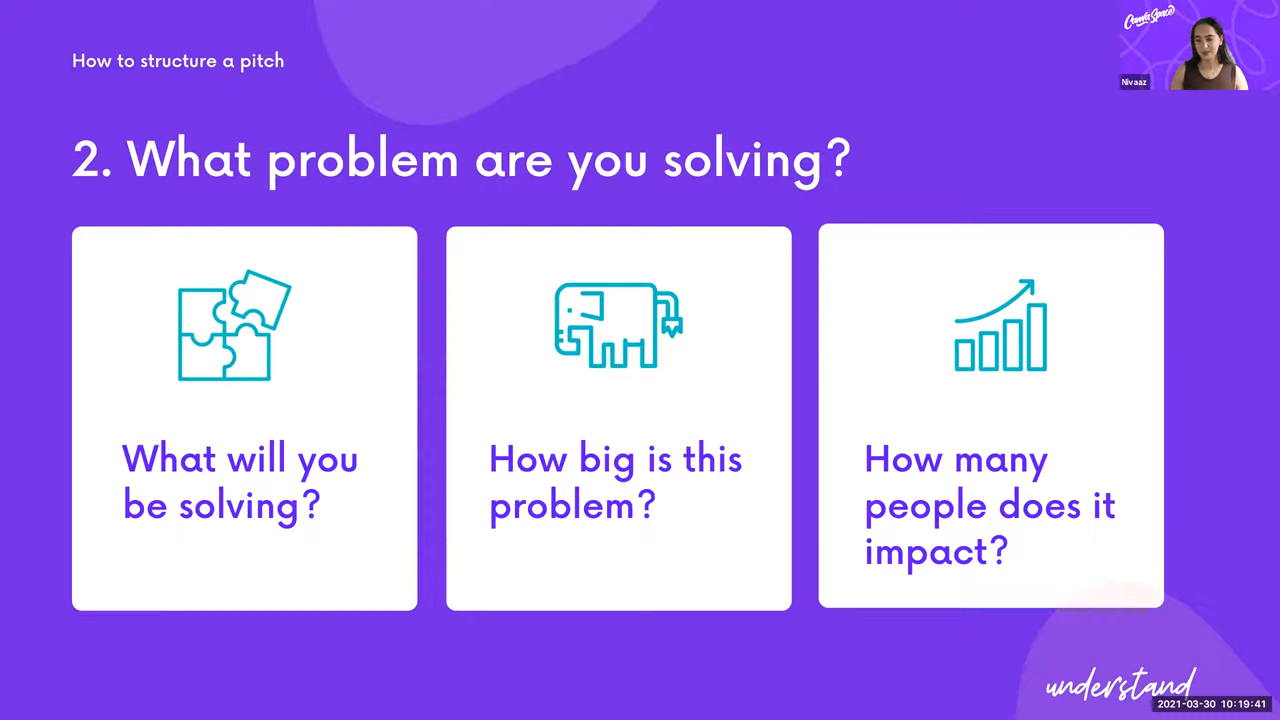 How to structure a pitch
CanvaSpace
Nivaaz
2. What problem are you solving?
What will you
be solving?
How big is this
problem?
How many
people does it
impact?
understand
2021-03-30 10:19:41